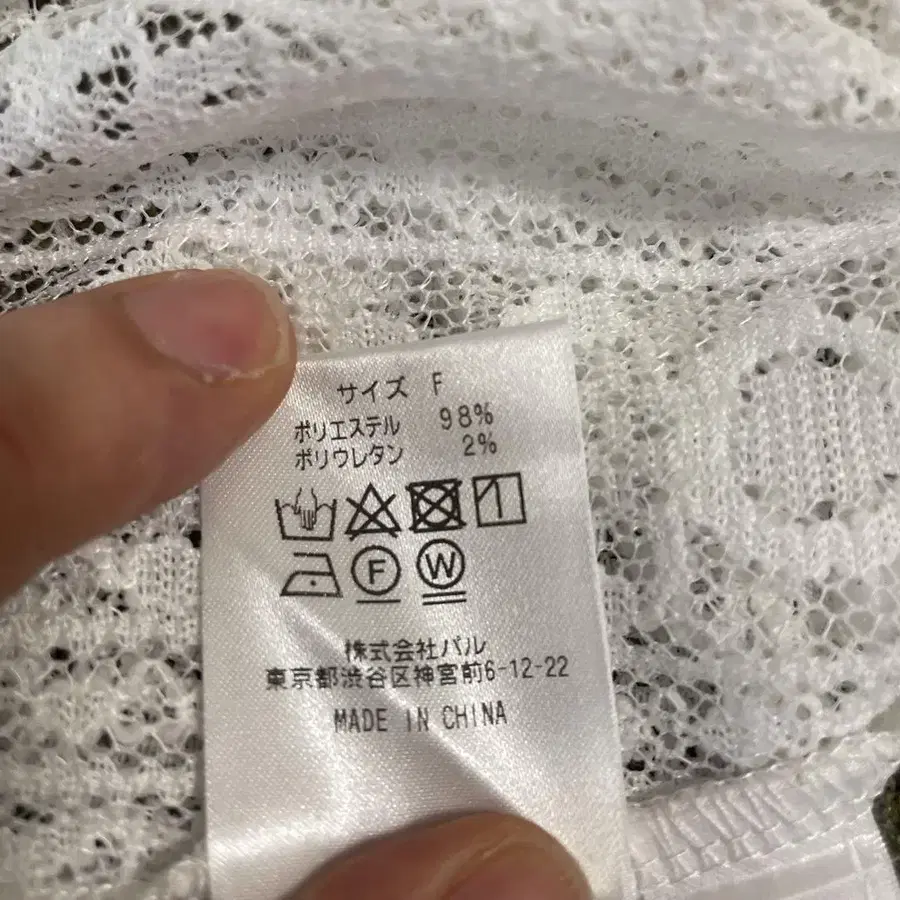 サイズ F
ポリエステル 98%
ポリウレタン 2%
F W
株式会社パル
東京都渋谷区神宮前6-12-22
MADE IN CHINA